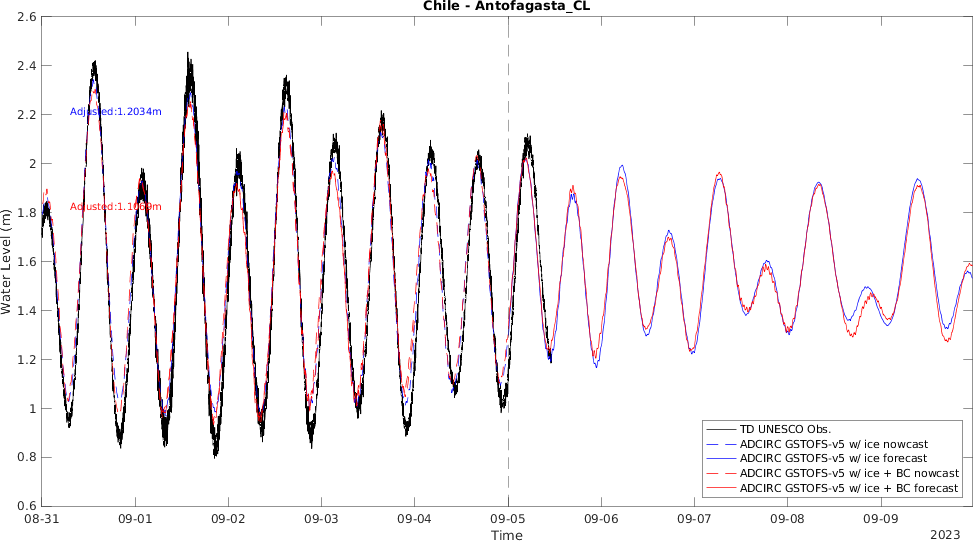 Chile - Antofagasta_CL
2.6
2.4
2.2
2
1.8
1.6
1.4
1.2
1
0.8
0.6
Water Level (m)
Adjusted:1.2034m
TD UNESCO Obs.
ADCIRC GSTOFS-v5 w/ ice nowcast
ADCIRC GSTOFS-v5 w/ ice forecast
ADCIRC GSTOFS-v5 w/ ice + BC nowcast
ADCIRC GSTOFS-v5 w/ ice + BC forecast
08-31 09-01 09-02 09-03 09-04 09-05 09-06 09-07 09-08 09-09
Time
2023